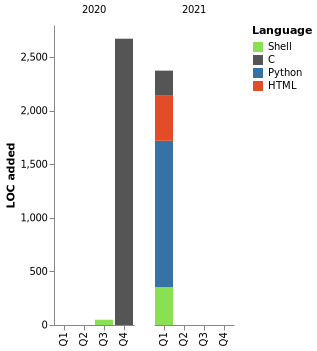 2020 2021
Language
Shell
C
Python
HTML
LOC added
2,500
2,000
1,500
1,000
500
0
Q1 Q2 Q3 Q4 Q1 Q2 Q3 Q4